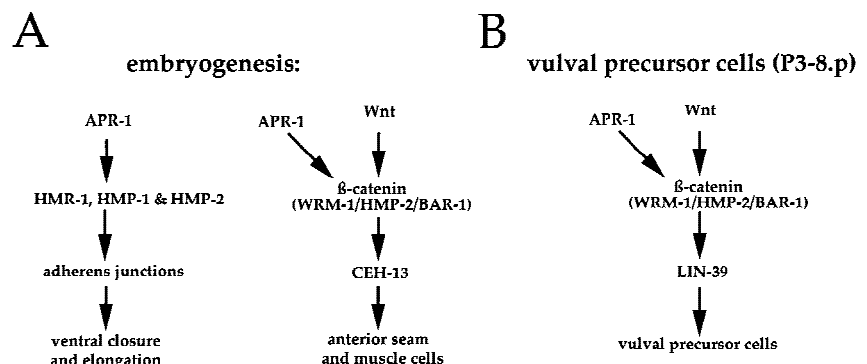 A
B
embryogenesis:
vulval precursor cells (P3-8.p)
APR-1
HMR-1, HMP-1 & HMP-2
adherens junctions
ventral closure
and elongation
APR-1
Wnt
ß-catenin
(WRM-1/HMP-2/BAR-1)
CEH-13
anterior seam
and muscle cells
APR-1
Wnt
ß-catenin
(WRM-1/HMP-2/BAR-1)
LIN-39
vulval precursor cells